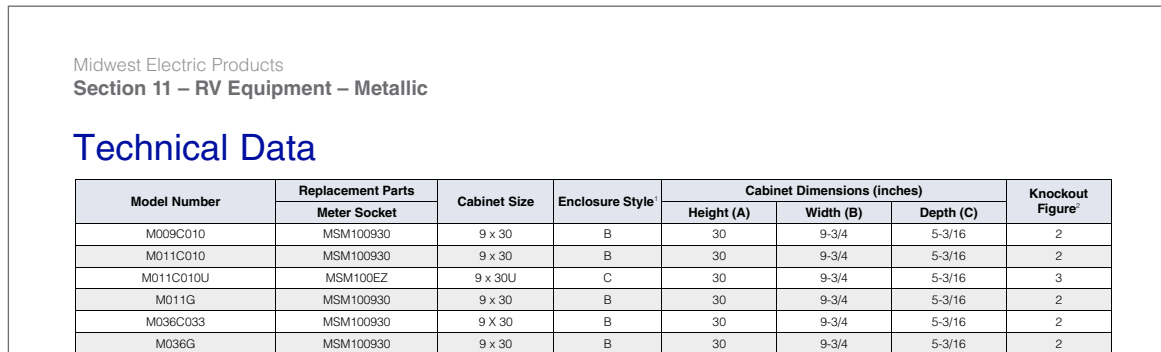 Midwest Electric Products
Section 11 – RV Equipment – Metallic
Technical Data
Model Number Replacement Parts Cabinet Size Enclosure Style¹ Cabinet Dimensions (inches) Knockout Figure²
Meter Socket Height (A) Width (B) Depth (C)
M009C010 MSM100930 9 x 30 B 30 9-3/4 5-3/16 2
M011C010 MSM100930 9 x 30 B 30 9-3/4 5-3/16 2
M011C010U MSM100EZ 9 x 30U C 30 9-3/4 5-3/16 3
M011G MSM100930 9 x 30 B 30 9-3/4 5-3/16 2
M036C033 MSM100930 9 X 30 B 30 9-3/4 5-3/16 2
M036G MSM100930 9 x 30 B 30 9-3/4 5-3/16 2